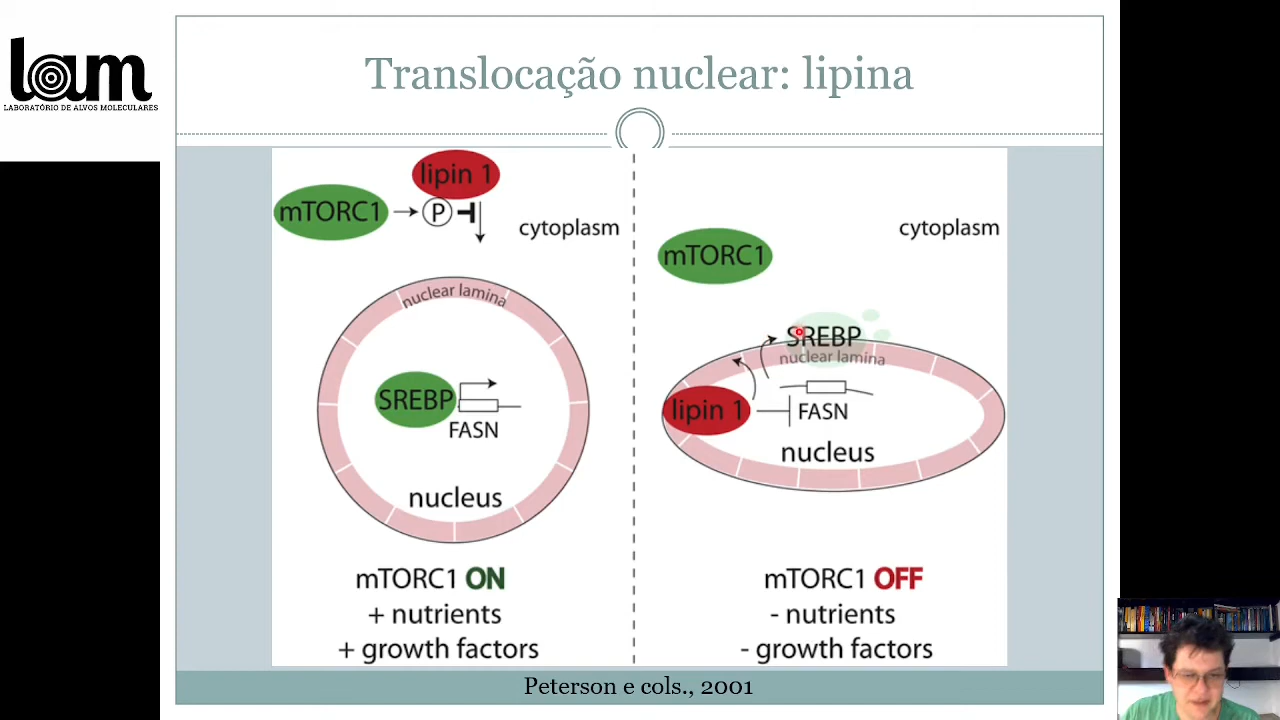 lam
LABORATÓRIO DE ALVOS MOLECULARES
Translocação nuclear: lipina
lipin 1
mTORC1
P
cytoplasm
nuclear lamina
SREBP
FASN
nucleus
mTORC1 ON
+ nutrients
+ growth factors
cytoplasm
mTORC1
SREBP
nuclear lamina
lipin 1
FASN
nucleus
mTORC1 OFF
- nutrients
- growth factors
Peterson e cols., 2001